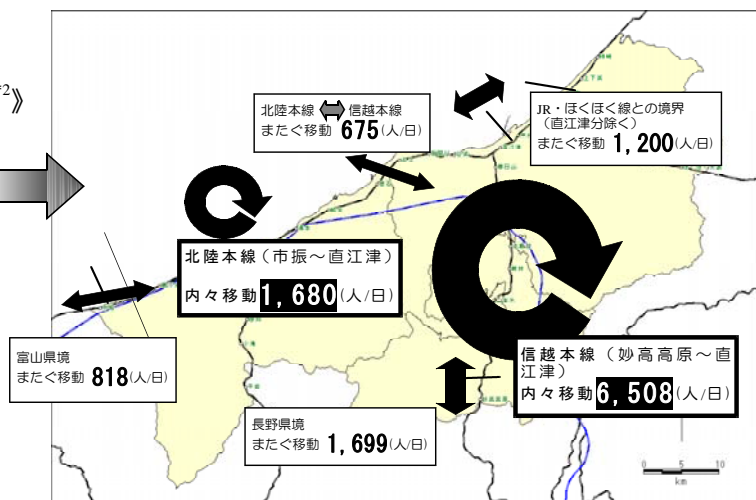 *2》
北陸本線 ⇔ 信越本線
またぐ移動 675(人/日)
JR・ほくほく線との境界
（直江津分除く）
またぐ移動 1,200(人/日)
北陸本線（市振～直江津）
内々移動1,680(人/日)
富山県境
またぐ移動 818(人/日)
信越本線（妙高高原～直
江津）
内々移動6,508(人/日)
長野県境
またぐ移動 1,699(人/日)
0 5 10
km